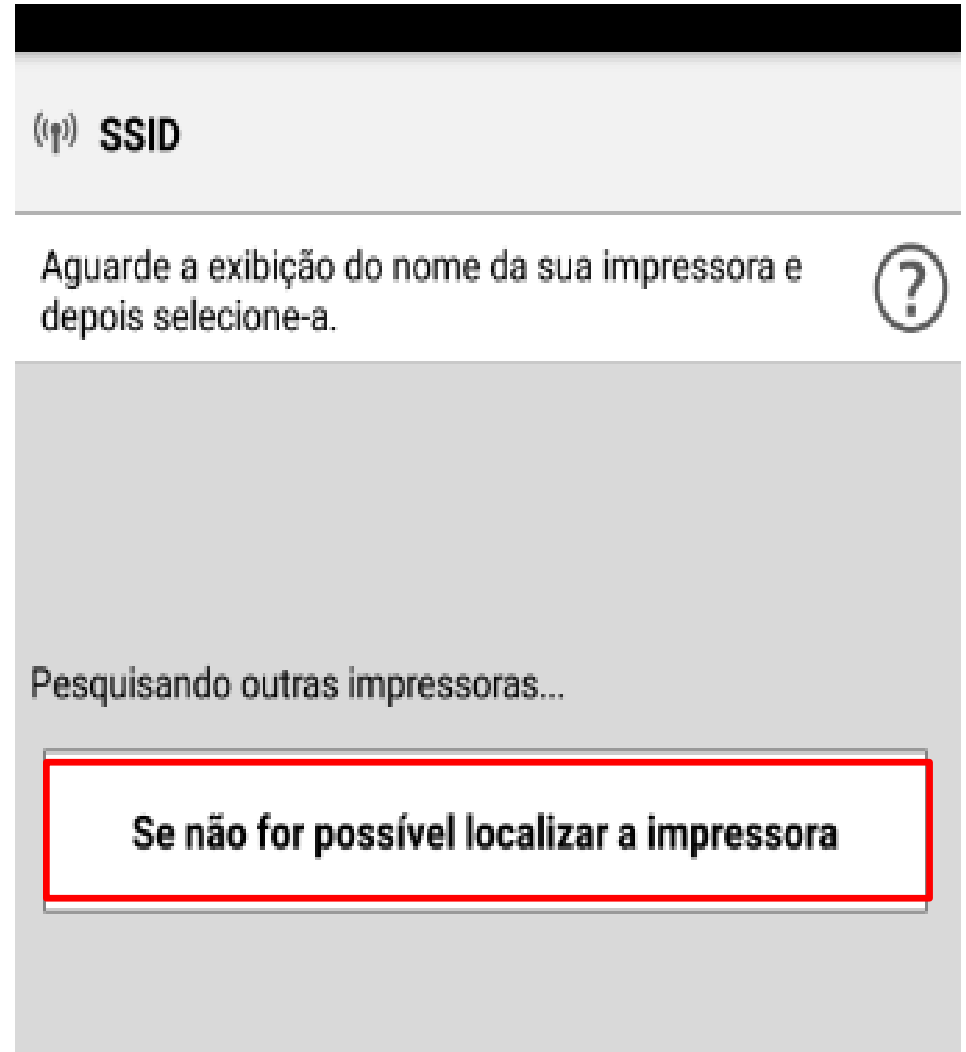 SSID
Aguarde a exibição do nome da sua impressora e
depois selecione-a.
?
Pesquisando outras impressoras...
Se não for possível localizar a impressora